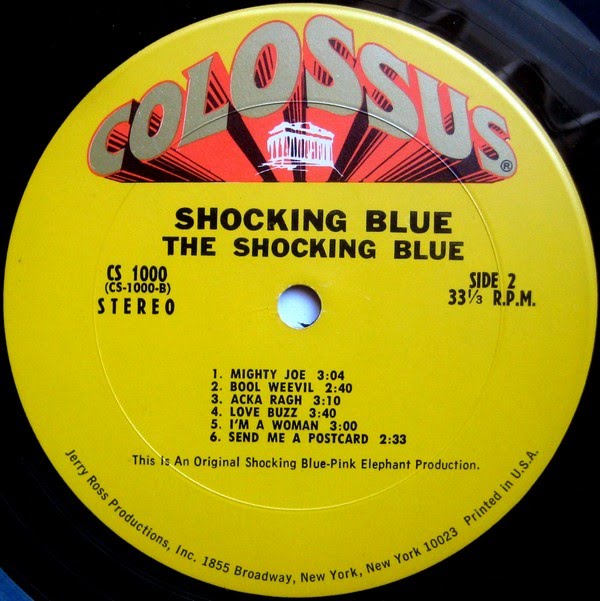 COLOSSUS®
SHOCKING BLUE
THE SHOCKING BLUE
CS 1000
(CS-1000-B)
STEREO
SIDE 2
33⅓ R.P.M.
1. MIGHTY JOE 3:04
2. BOOL WEEVIL 2:40
3. ACKA RAGH 3:10
4. LOVE BUZZ 3:40
5. I'M A WOMAN 3:00
6. SEND ME A POSTCARD 2:33
This Is An Original Shocking Blue-Pink Elephant Production.
Jerry Ross Productions, Inc. 1855 Broadway, New York, New York 10023 Printed in U.S.A.